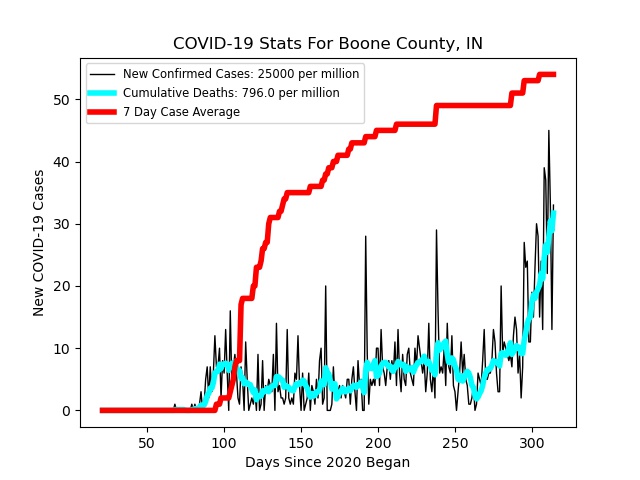 COVID-19 Stats For Boone County, IN
New Confirmed Cases: 25000 per million
Cumulative Deaths: 796.0 per million
7 Day Case Average
50
40
30
20
10
0
New COVID-19 Cases
50 100 150 200 250 300
Days Since 2020 Began